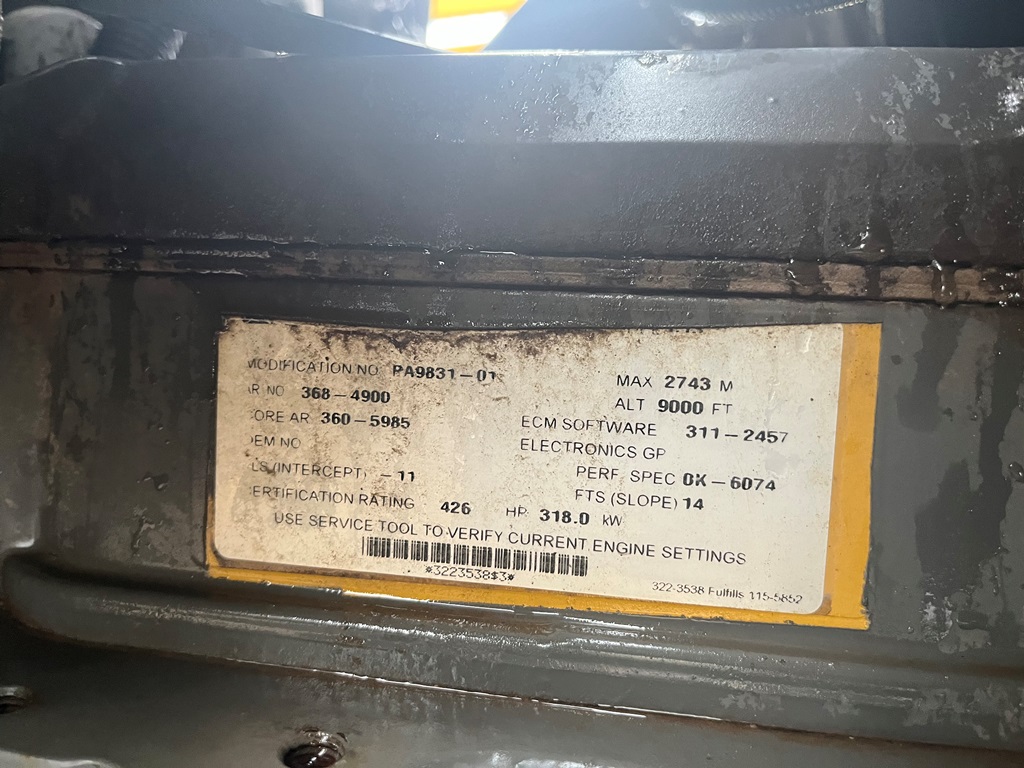 MODIFICATION NO PA9831-01
AR NO 368-4900
MAX 2743 M
ORE AR 360-5985
ALT 9000 FT
EM NO
ECM SOFTWARE 311-2457
ELECTRONICS GP
LS (INTERCEPT) -11
PERF. SPEC 0K-6074
ERTIFICATION RATING 426 HP 318.0 kW
FTS (SLOPE) 14
USE SERVICE TOOL TO VERIFY CURRENT ENGINE SETTINGS
*3223538$3*
322-3538 Fulfills 115-5852